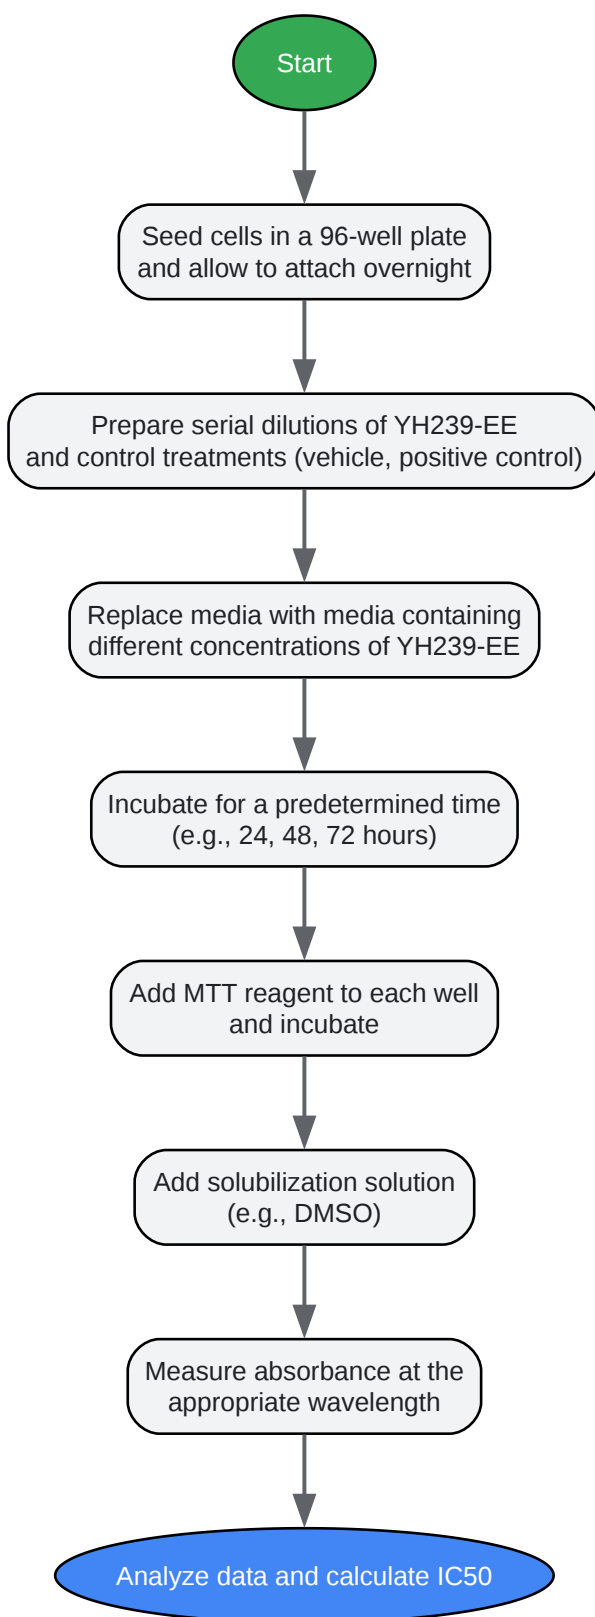 Start
Seed cells in a 96-well plate
and allow to attach overnight
Prepare serial dilutions of YH239-EE
and control treatments (vehicle, positive control)
Replace media with media containing
different concentrations of YH239-EE
Incubate for a predetermined time
(e.g., 24, 48, 72 hours)
Add MTT reagent to each well
and incubate
Add solubilization solution
(e.g., DMSO)
Measure absorbance at the
appropriate wavelength
Analyze data and calculate IC50